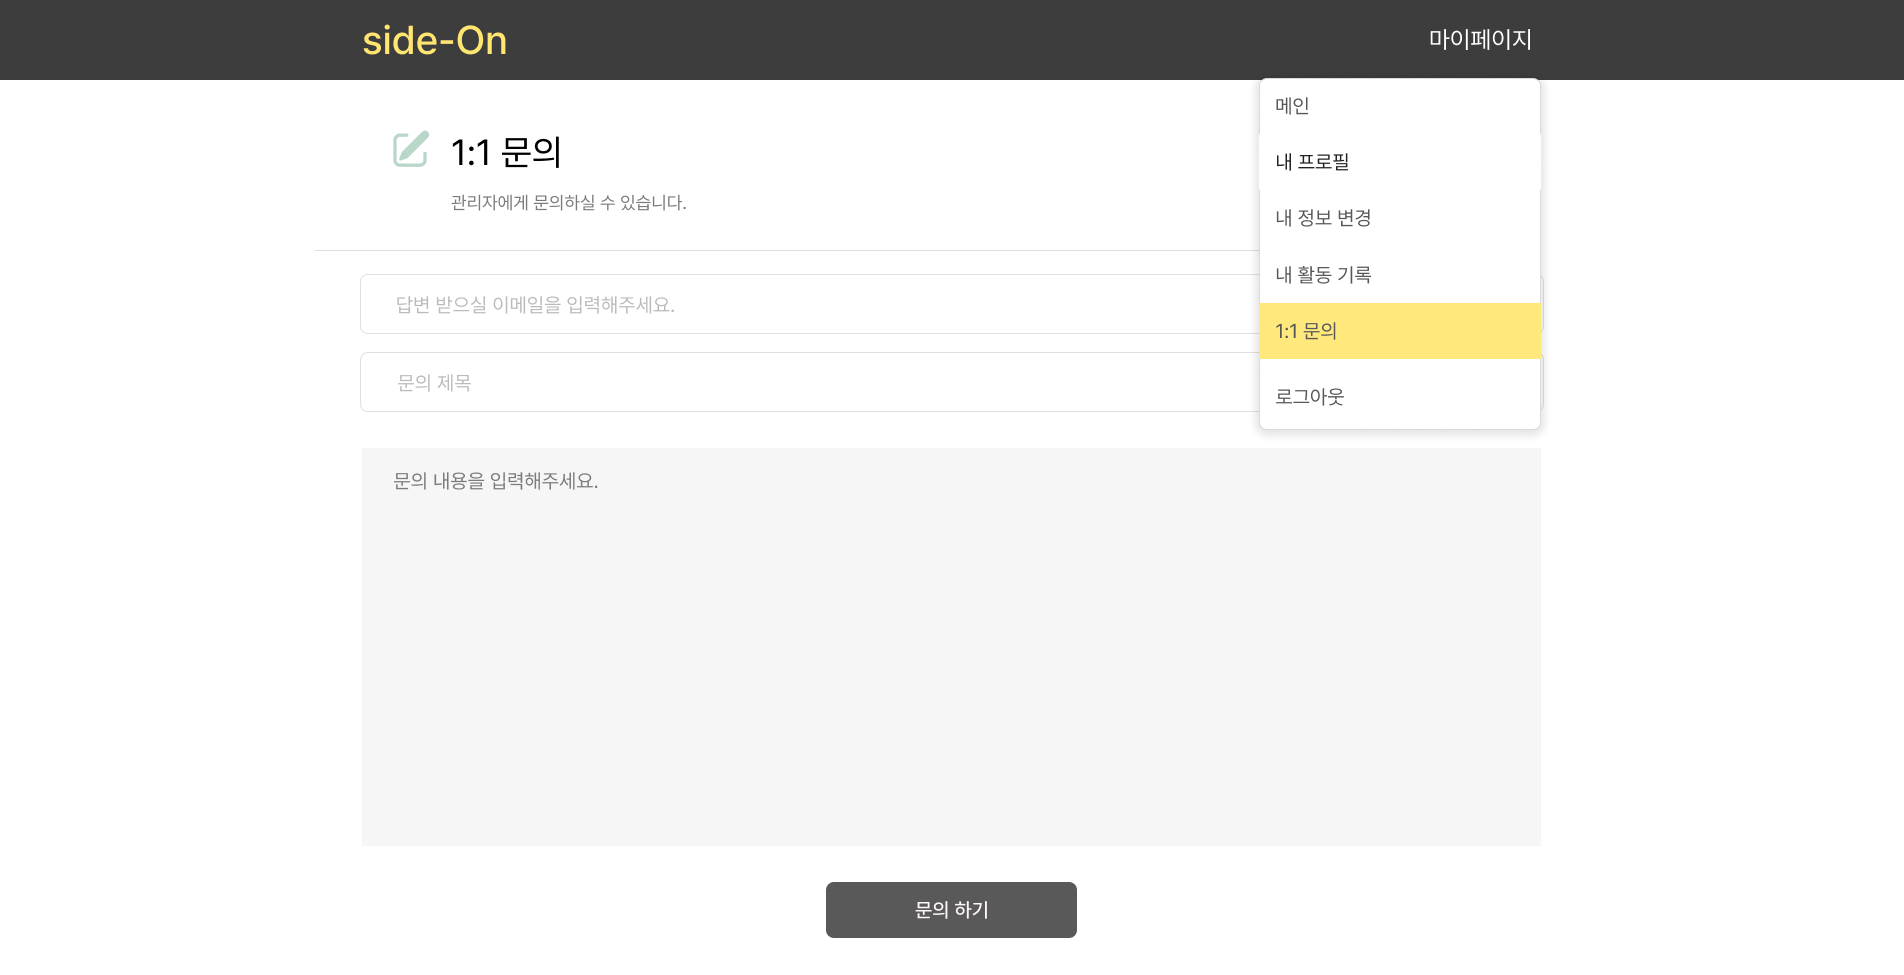 side-On
마이페이지
메인
내 프로필
내 정보 변경
내 활동 기록
1:1 문의
로그아웃
1:1 문의
관리자에게 문의하실 수 있습니다.
답변 받으실 이메일을 입력해주세요.
문의 제목
문의 내용을 입력해주세요.
문의 하기